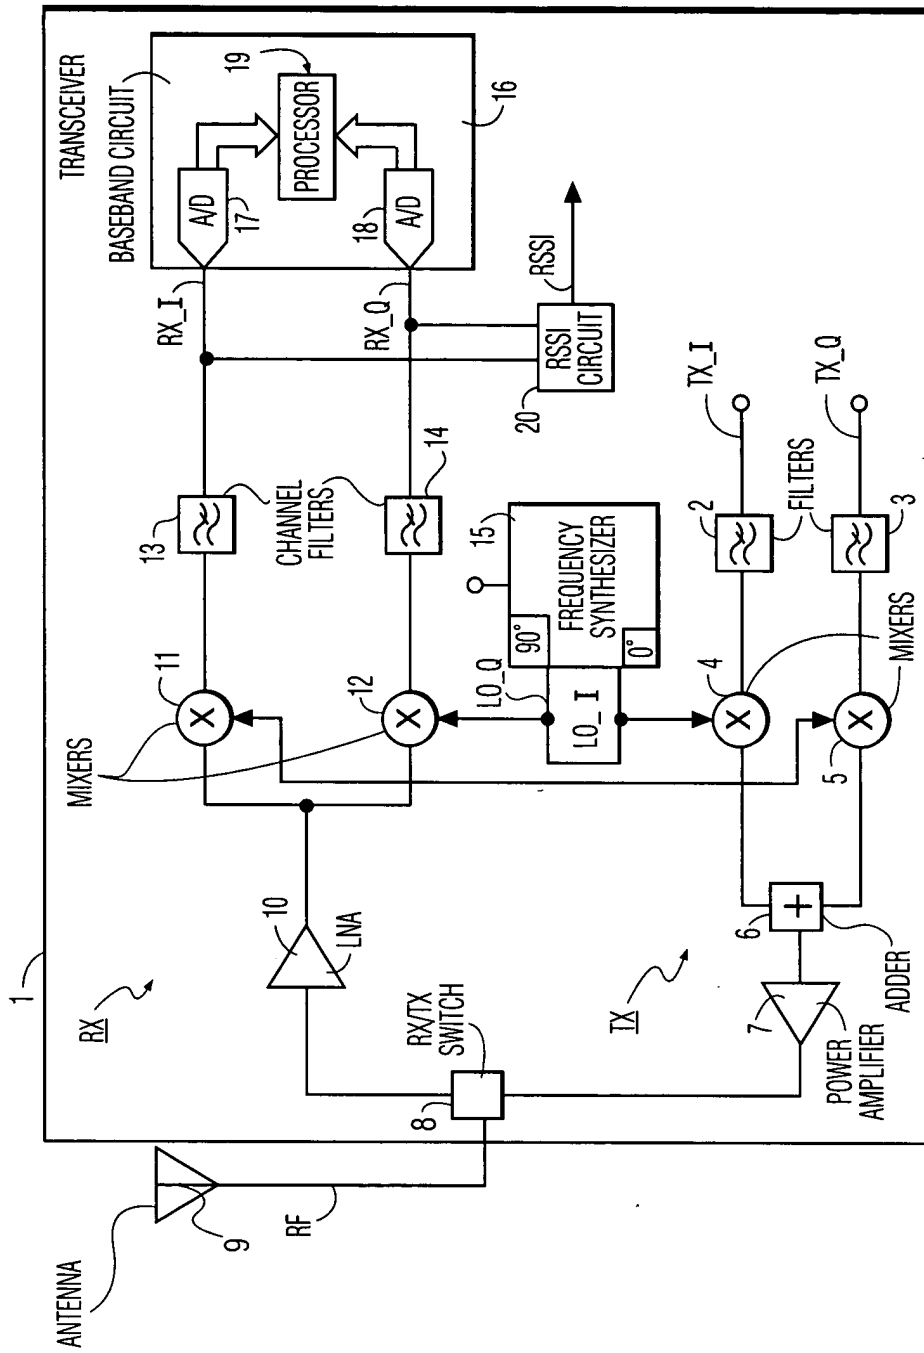 TRANSCEIVER
BASEBAND CIRCUIT
1
RX
ANTENNA
9
RF
8
RX/TX
SWITCH
10
LNA
MIXERS
11
12
13
CHANNEL
FILTERS
14
RX_I
RX_Q
A/D
17
18
A/D
PROCESSOR
19
16
20
RSSI
CIRCUIT
RSSI
15
FREQUENCY
SYNTHESIZER
90°
0°
LO_Q
LO_I
TX
7
POWER
AMPLIFIER
6
+
ADDER
4
X
X
X
X
5
MIXERS
2
FILTERS
3
TX_I
TX_Q